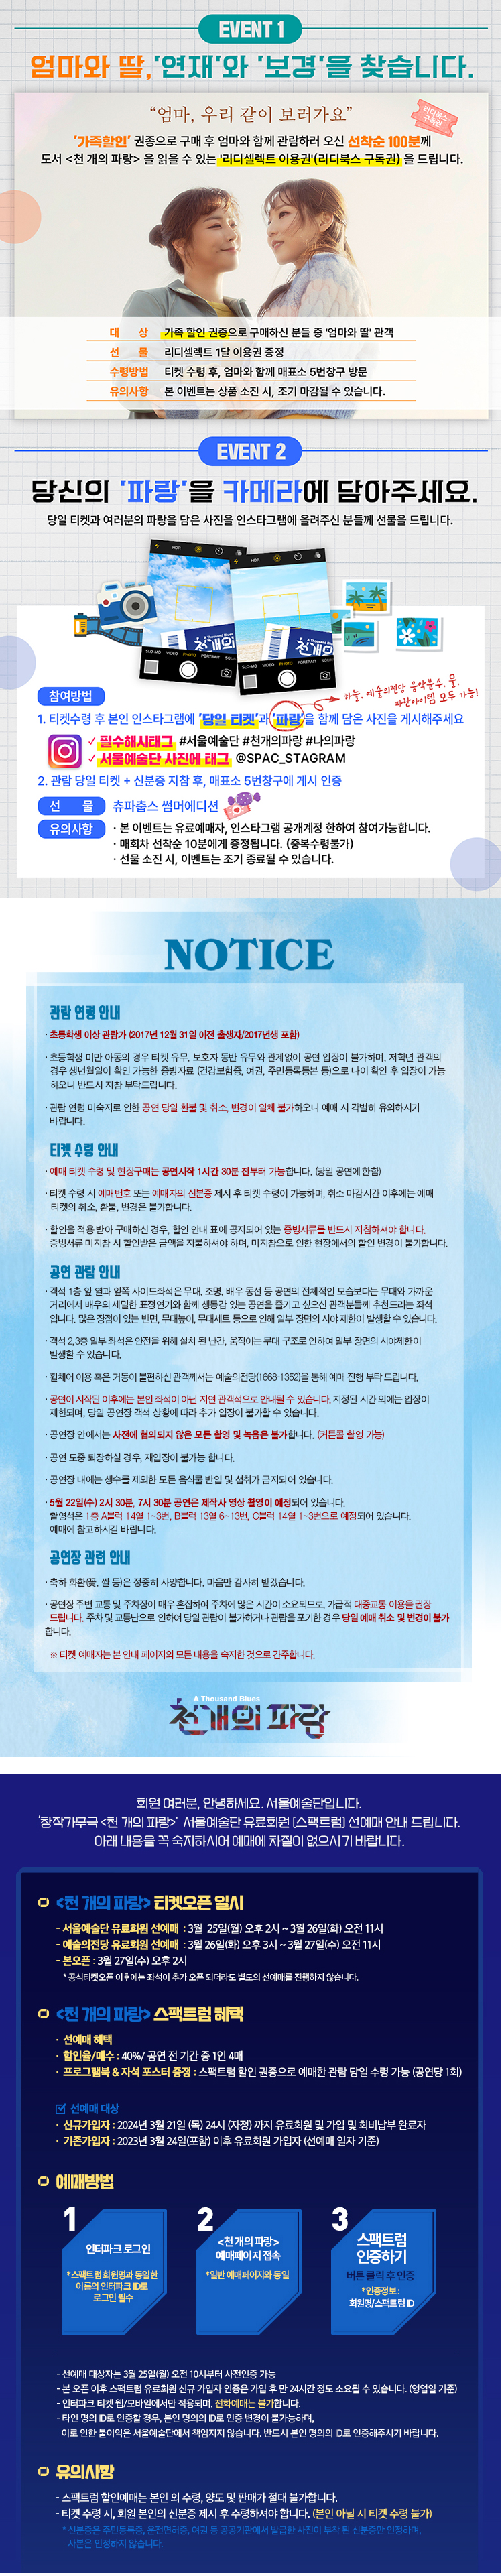 EVENT 1
엄마와 딸, '연재'와 '보경'을 찾습니다.
“엄마, 우리 같이 보러가요”
리디북스
구독권
'가족할인' 권종으로 구매 후 엄마와 함께 관람하러 오신 선착순 100분께
도서 <천 개의 파랑> 을 읽을 수 있는 '리디셀렉트 이용권'(리디북스 구독권) 을 드립니다.
대 상 가족 할인 권종으로 구매하신 분들 중 '엄마와 딸' 관객
선 물 리디셀렉트 1달 이용권 증정
수령방법 티켓 수령 후, 엄마와 함께 매표소 5번창구 방문
유의사항 본 이벤트는 상품 소진 시, 조기 마감될 수 있습니다.
EVENT 2
당신의 '파랑'을 카메라에 담아주세요.
당일 티켓과 여러분의 파랑을 담은 사진을 인스타그램에 올려주신 분들께 선물을 드립니다.
HDR
HDR
천개의
천개의
SLO-MO VIDEO PHOTO PORTRAIT
SLO-MO VIDEO PHOTO PORTRAIT
하늘, 예술의전당 음악분수, 물,
파란아이템 모두 가능!
참여방법
1. 티켓수령 후 본인 인스타그램에 '당일 티켓'과 '파랑'을 함께 담은 사진을 게시해주세요
✓ 필수해시태그 #서울예술단 #천개의파랑 #나의파랑
✓ 서울예술단 사진에 태그 @SPAC_STAGRAM
2. 관람 당일 티켓 + 신분증 지참 후, 매표소 5번창구에 게시 인증
선 물 츄파춥스 썸머에디션
유의사항 · 본 이벤트는 유료예매자, 인스타그램 공개계정 한하여 참여가능합니다.
· 매회차 선착순 10분에게 증정됩니다. (중복수령불가)
· 선물 소진 시, 이벤트는 조기 종료될 수 있습니다.
NOTICE
관람 연령 안내
· 초등학생 이상 관람가 (2017년 12월 31일 이전 출생자/2017년생 포함)
· 초등학생 미만 아동의 경우 티켓 유무, 보호자 동반 유무와 관계없이 공연 입장이 불가하며, 저학년 관객의
경우 생년월일이 확인 가능한 증빙자료 (건강보험증, 여권, 주민등록등본 등)으로 나이 확인 후 입장이 가능
하오니 반드시 지참 부탁드립니다.
· 관람 연령 미숙지로 인한 공연 당일 환불 및 취소, 변경이 일체 불가하오니 예매 시 각별히 유의하시기
바랍니다.
티켓 수령 안내
· 예매 티켓 수령 및 현장구매는 공연시작 1시간 30분 전부터 가능합니다. (당일 공연에 한함)
· 티켓 수령 시 예매번호 또는 예매자의 신분증 제시 후 티켓 수령이 가능하며, 취소 마감시간 이후에는 예매
티켓의 취소, 환불, 변경은 불가합니다.
· 할인을 적용 받아 구매하신 경우, 할인 안내 표에 공지되어 있는 증빙서류를 반드시 지참하셔야 합니다.
증빙서류 미지참 시 할인받은 금액을 지불하셔야 하며, 미지참으로 인한 현장에서의 할인 변경이 불가합니다.
공연 관람 안내
· 객석 1층 앞 열과 앞쪽 사이드좌석은 무대, 조명, 배우 동선 등 공연의 전체적인 모습보다는 무대와 가까운
거리에서 배우의 세밀한 표정연기와 함께 생동감 있는 공연을 즐기고 싶으신 관객분들께 추천드리는 좌석
입니다. 많은 장점이 있는 반면, 무대높이, 무대세트 등으로 인해 일부 장면의 시야 제한이 발생할 수 있습니다.
· 객석 2,3층 일부 좌석은 안전을 위해 설치 된 난간, 움직이는 무대 구조로 인하여 일부 장면의 시야제한이
발생할 수 있습니다.
· 휠체어 이용 혹은 거동이 불편하신 관객께서는 예술의전당(1668-1352)을 통해 예매 진행 부탁 드립니다.
· 공연이 시작된 이후에는 본인 좌석이 아닌 지연 관객석으로 안내될 수 있습니다. 지정된 시간 외에는 입장이
제한되며, 당일 공연장 객석 상황에 따라 추가 입장이 불가할 수 있습니다.
· 공연장 안에서는 사전에 협의되지 않은 모든 촬영 및 녹음은 불가합니다. (커튼콜 촬영 가능)
· 공연 도중 퇴장하실 경우, 재입장이 불가능 합니다.
· 공연장 내에는 생수를 제외한 모든 음식물 반입 및 섭취가 금지되어 있습니다.
· 5월 22일(수) 2시 30분, 7시 30분 공연은 제작사 영상 촬영이 예정되어 있습니다.
촬영석은 1층 A블럭 14열 1~3번, B블럭 13열 6~13번, C블럭 14열 1~3번으로 예정되어 있습니다.
예매에 참고하시길 바랍니다.
공연장 관련 안내
· 축하 화환(꽃, 쌀 등)은 정중히 사양합니다. 마음만 감사히 받겠습니다.
· 공연장 주변 교통 및 주차장이 매우 혼잡하여 주차에 많은 시간이 소요되므로, 가급적 대중교통 이용을 권장
드립니다. 주차 및 교통난으로 인하여 당일 관람이 불가하거나 관람을 포기한 경우 당일 예매 취소 및 변경이 불가
합니다.
※ 티켓 예매자는 본 안내 페이지의 모든 내용을 숙지한 것으로 간주합니다.
A Thousand Blues
천개의 파랑
회원 여러분, 안녕하세요. 서울예술단입니다.
'창작가무극 <천 개의 파랑>' 서울예술단 유료회원 [스팩트럼] 선예매 안내 드립니다.
아래 내용을 꼭 숙지하시어 예매에 차질이 없으시기 바랍니다.
<천 개의 파랑> 티켓오픈 일시
- 서울예술단 유료회원 선예매 : 3월 25일(월) 오후 2시 ~ 3월 26일(화) 오전 11시
- 예술의전당 유료회원 선예매 : 3월 26일(화) 오후 3시 ~ 3월 27일(수) 오전 11시
- 본오픈 : 3월 27일(수) 오후 2시
* 공식티켓오픈 이후에는 좌석이 추가 오픈 되더라도 별도의 선예매를 진행하지 않습니다.
<천 개의 파랑> 스팩트럼 혜택
· 선예매 혜택
· 할인율/매수 : 40%/ 공연 전 기간 중 1인 4매
· 프로그램북 & 자석 포스터 증정 : 스팩트럼 할인 권종으로 예매한 관람 당일 수령 가능 (공연당 1회)
선예매 대상
· 신규가입자 : 2024년 3월 21일 (목) 24시 (자정) 까지 유료회원 및 가입 및 회비납부 완료자
· 기존가입자 : 2023년 3월 24일(포함) 이후 유료회원 가입자 (선예매 일자 기준)
예매방법
1
인터파크 로그인
*스팩트럼 회원명과 동일한
이름의 인터파크 ID로
로그인 필수
2
<천 개의 파랑>
예매페이지 접속
*일반 예매페이지와 동일
3
스팩트럼
인증하기
버튼 클릭 후 인증
*인증정보 :
회원명/스팩트럼 ID
- 선예매 대상자는 3월 25일(월) 오전 10시부터 사전인증 가능
- 본 오픈 이후 스팩트럼 유료회원 신규 가입자 인증은 가입 후 만 24시간 정도 소요될 수 있습니다. (영업일 기준)
- 인터파크 티켓 웹/모바일에서만 적용되며, 전화예매는 불가합니다.
- 타인 명의 ID로 인증할 경우, 본인 명의의 ID로 인증 변경이 불가능하며,
이로 인한 불이익은 서울예술단에서 책임지지 않습니다. 반드시 본인 명의의 ID로 인증해주시기 바랍니다.
유의사항
- 스팩트럼 할인예매는 본인 외 수령, 양도 및 판매가 절대 불가합니다.
- 티켓 수령 시, 회원 본인의 신분증 제시 후 수령하셔야 합니다. (본인 아닐 시 티켓 수령 불가)
* 신분증은 주민등록증, 운전면허증, 여권 등 공공기관에서 발급한 사진이 부착 된 신분증만 인정하며,
사본은 인정하지 않습니다.